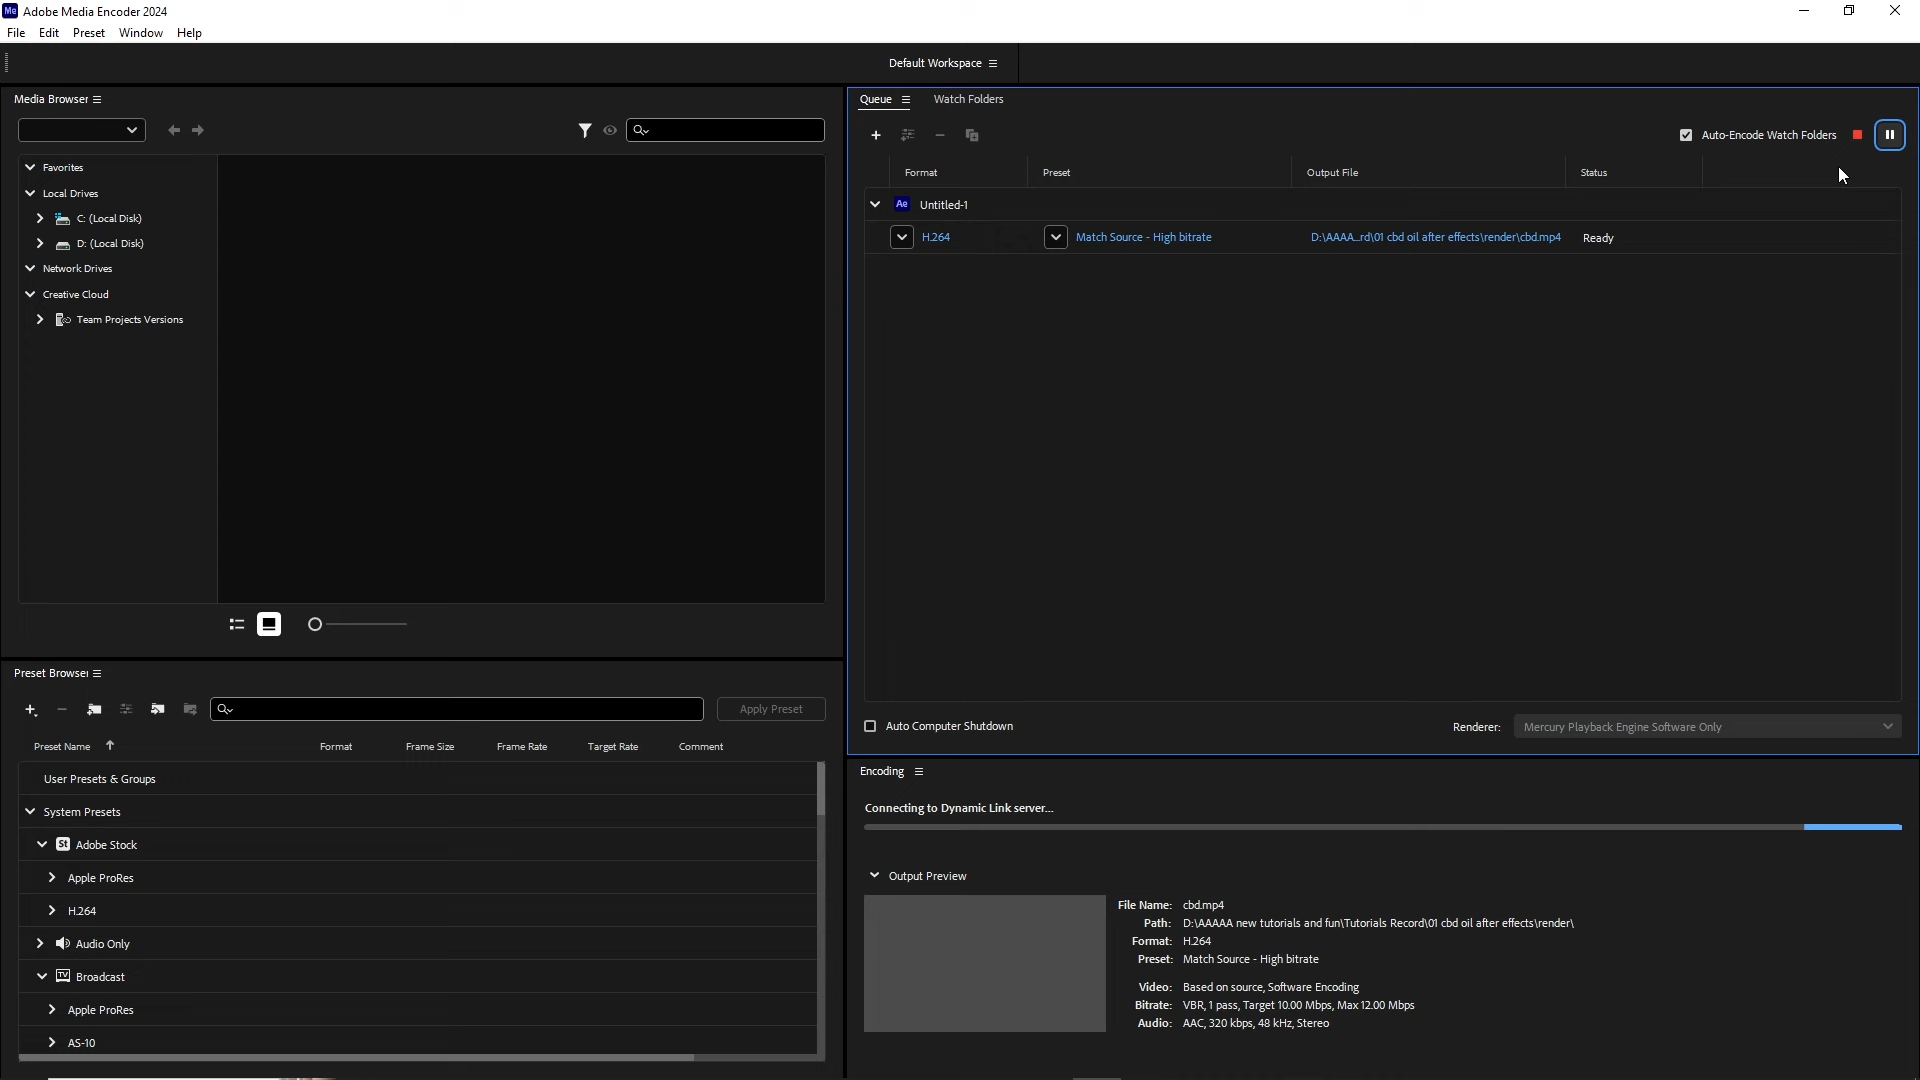 Me Adobe Media Encoder 2024
File Edit Preset Window Help
Default Workspace
Media Browser
Favorites
Local Drives
C: (Local Disk)
D: (Local Disk)
Network Drives
Creative Cloud
Team Projects Versions
Queue Watch Folders
Auto-Encode Watch Folders
Format Preset Output File Status
Ae Untitled-1
H.264 Match Source - High bitrate D:\AAAA...rd\01 cbd oil after effects\render\cbd.mp4 Ready
Auto Computer Shutdown Renderer: Mercury Playback Engine Software Only
Preset Browser
Apply Preset
Preset Name Format Frame Size Frame Rate Target Rate Comment
User Presets & Groups
System Presets
St Adobe Stock
Apple ProRes
H.264
Audio Only
TV Broadcast
Apple ProRes
AS-10
Encoding
Connecting to Dynamic Link server...
Output Preview
File Name: cbd.mp4
Path: D:\AAAAA new tutorials and fun\Tutorials Record\01 cbd oil after effects\render\
Format: H.264
Preset: Match Source - High bitrate
Video: Based on source, Software Encoding
Bitrate: VBR, 1 pass, Target 10.00 Mbps, Max 12.00 Mbps
Audio: AAC, 320 kbps, 48 kHz, Stereo